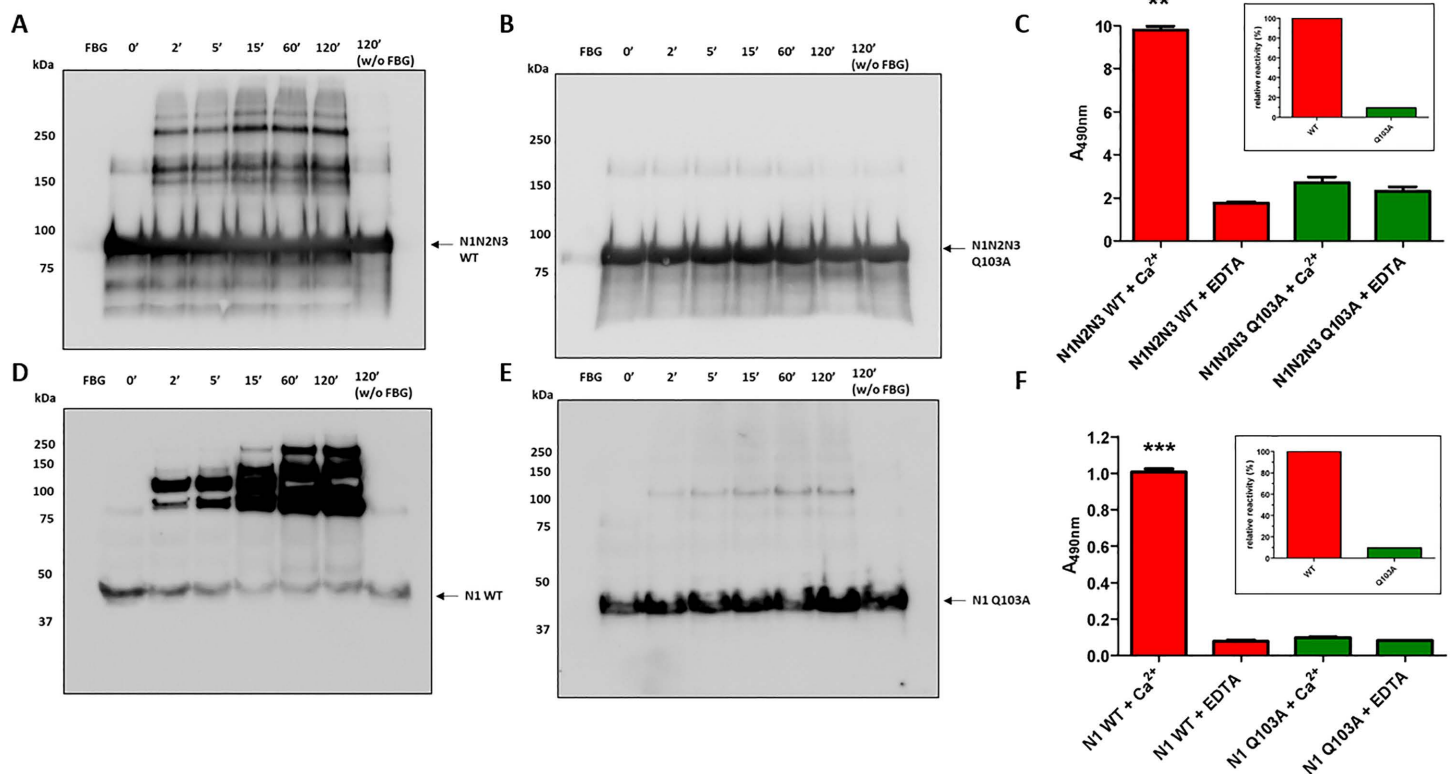 A
FBG 0’ 2’ 5’ 15’ 60’ 120’ 120’
(w/o FBG)
kDa
250
150
100
75
N1N2N3
WT
B
FBG 0’ 2’ 5’ 15’ 60’ 120’ 120’
(w/o FBG)
kDa
250
150
100
75
N1N2N3
Q103A
C
**
10
8
6
4
2
0
A490nm
N1N2N3 WT + Ca2+
N1N2N3 WT + EDTA
N1N2N3 Q103A + Ca2+
N1N2N3 Q103A + EDTA
relative reactivity (%)
100
80
60
40
20
0
WT
Q103A
D
FBG 0’ 2’ 5’ 15’ 60’ 120’ 120’
(w/o FBG)
kDa
250
150
100
75
50
37
N1 WT
E
FBG 0’ 2’ 5’ 15’ 60’ 120’ 120’
(w/o FBG)
kDa
250
150
100
75
50
37
N1 Q103A
F
***
1.2
1.0
0.8
0.6
0.4
0.2
0.0
A490nm
N1 WT + Ca2+
N1 WT + EDTA
N1 Q103A + Ca2+
N1 Q103A + EDTA
relative reactivity (%)
100
80
60
40
20
0
WT
Q103A